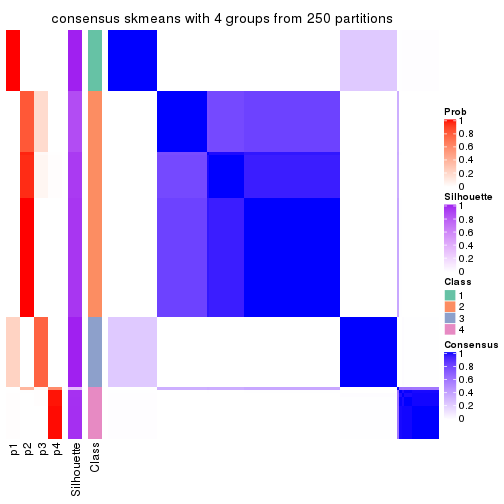 consensus skmeans with 4 groups from 250 partitions
Prob
1
0.8
0.6
0.4
0.2
0
Silhouette
1
0.8
0.6
0.4
0.2
0
Class
1
2
3
4
Consensus
1
0.8
0.6
0.4
0.2
0
p1
p2
p3
p4
Silhouette
Class